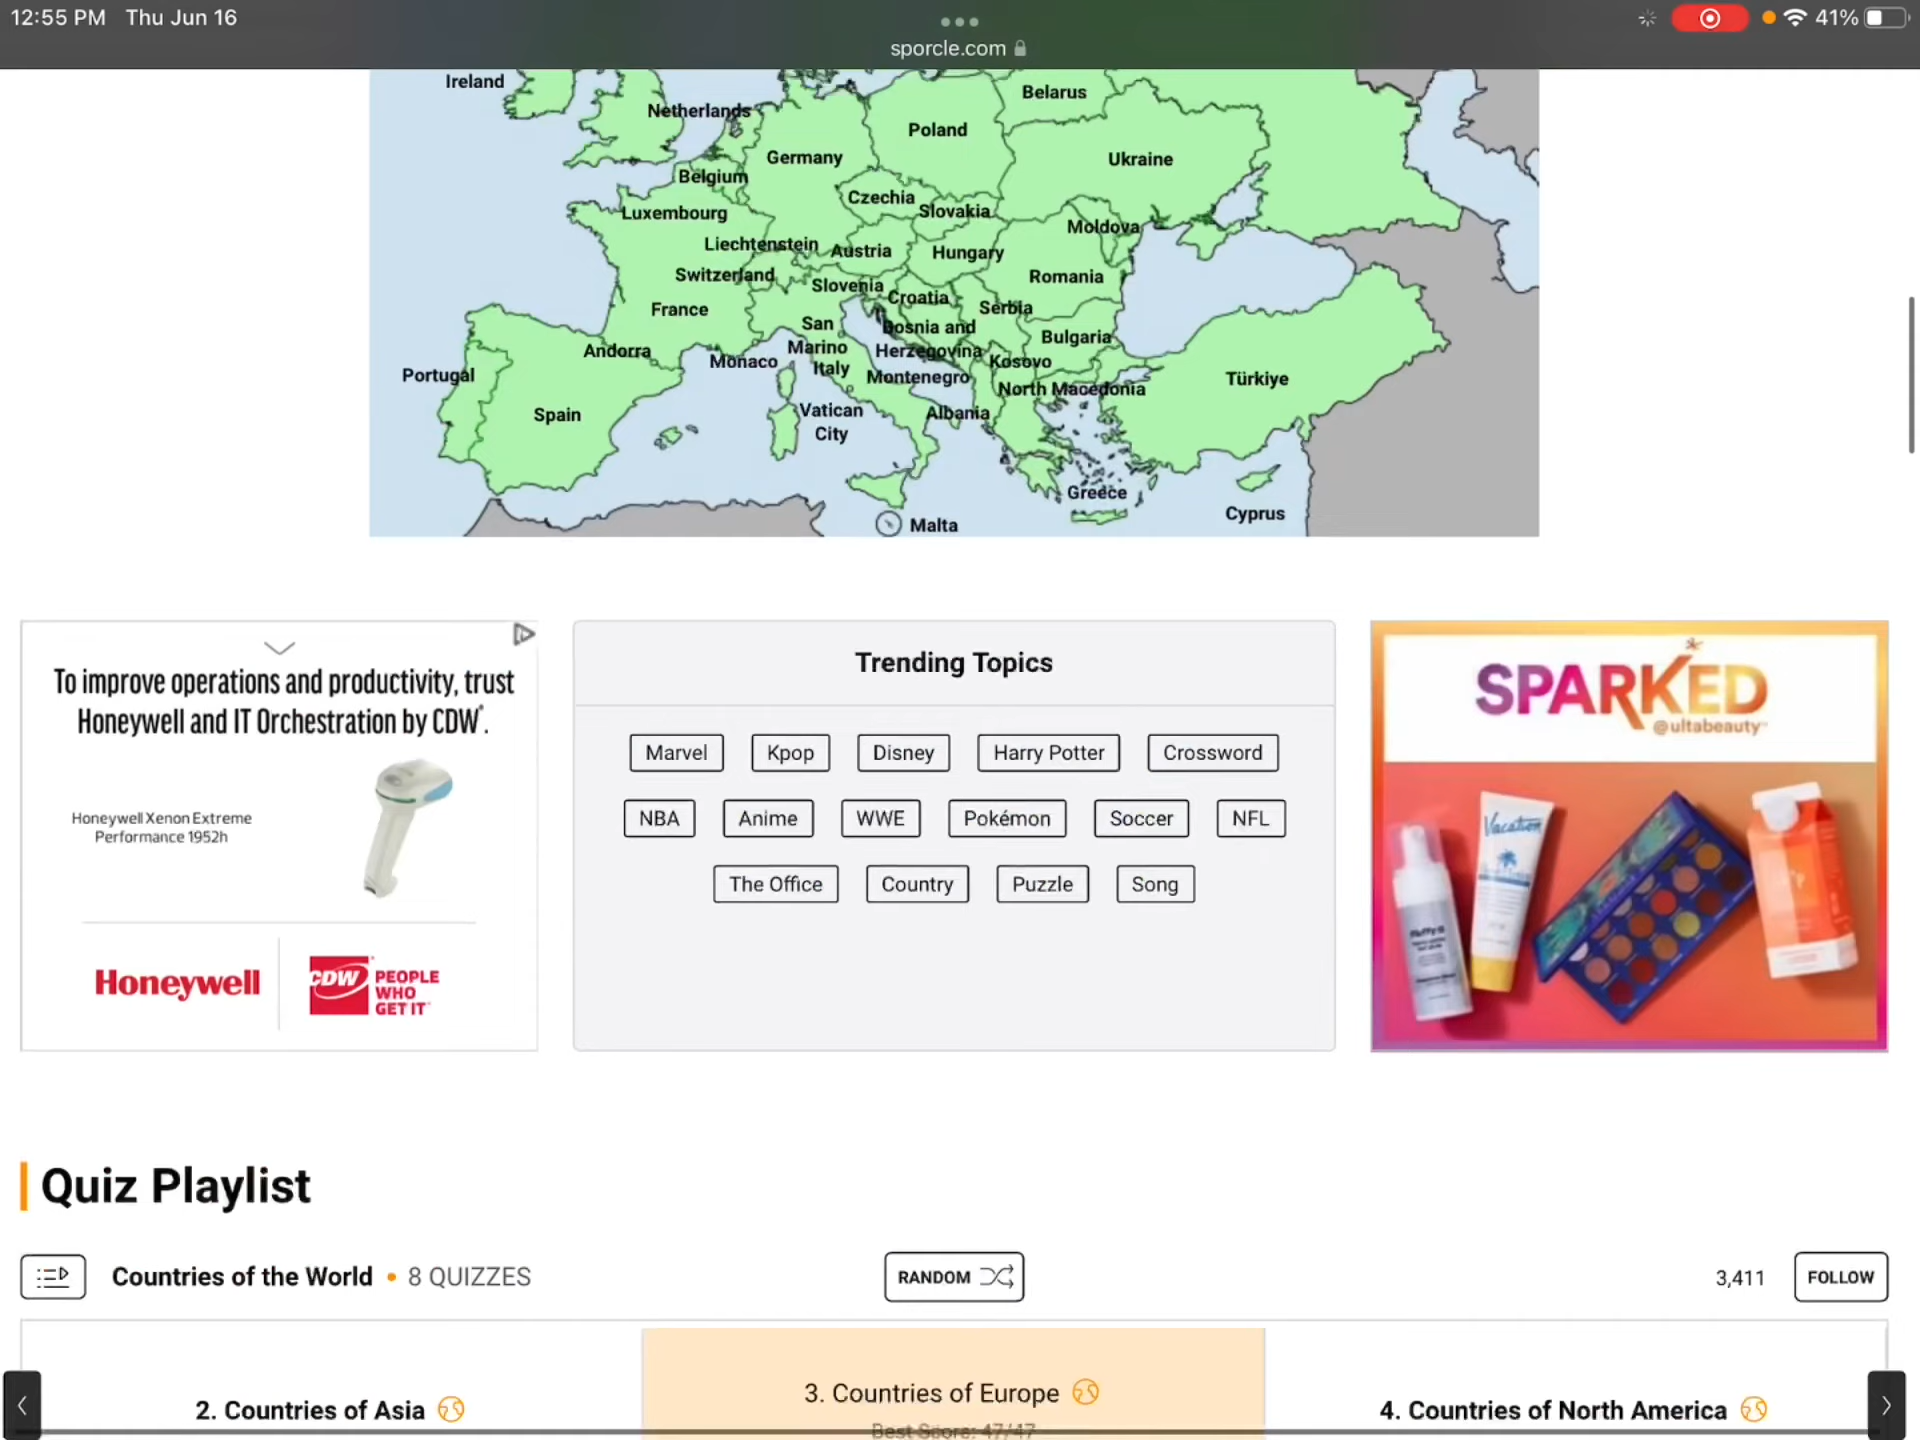 12:55 PM Thu Jun 16
41%
sporcle.com
Ireland
Netherlands
Belarus
Poland
Germany
Ukraine
Belgium
Czechia
Slovakia
Luxembourg
Moldova
Liechtenstein
Austria
Hungary
Switzerland
Romania
Slovenia
Croatia
France
Serbia
San
Marino
Bosnia and
Herzegovina
Bulgaria
Andorra
Monaco
Kosovo
Italy
Portugal
Montenegro
Türkiye
North Macedonia
Spain
Vatican
City
Albania
Greece
Cyprus
Malta
To improve operations and productivity, trust
Honeywell and IT Orchestration by CDW®.
Honeywell Xenon Extreme
Performance 1952h
Honeywell
CDW
PEOPLE
WHO
GET IT
Trending Topics
Marvel Kpop Disney Harry Potter Crossword
NBA Anime WWE Pokémon Soccer NFL
The Office Country Puzzle Song
SPARKED
@ultabeauty™
Vacation
Quiz Playlist
Countries of the World • 8 QUIZZES
RANDOM
3,411
FOLLOW
2. Countries of Asia
3. Countries of Europe
Best Score: 47/47
4. Countries of North America